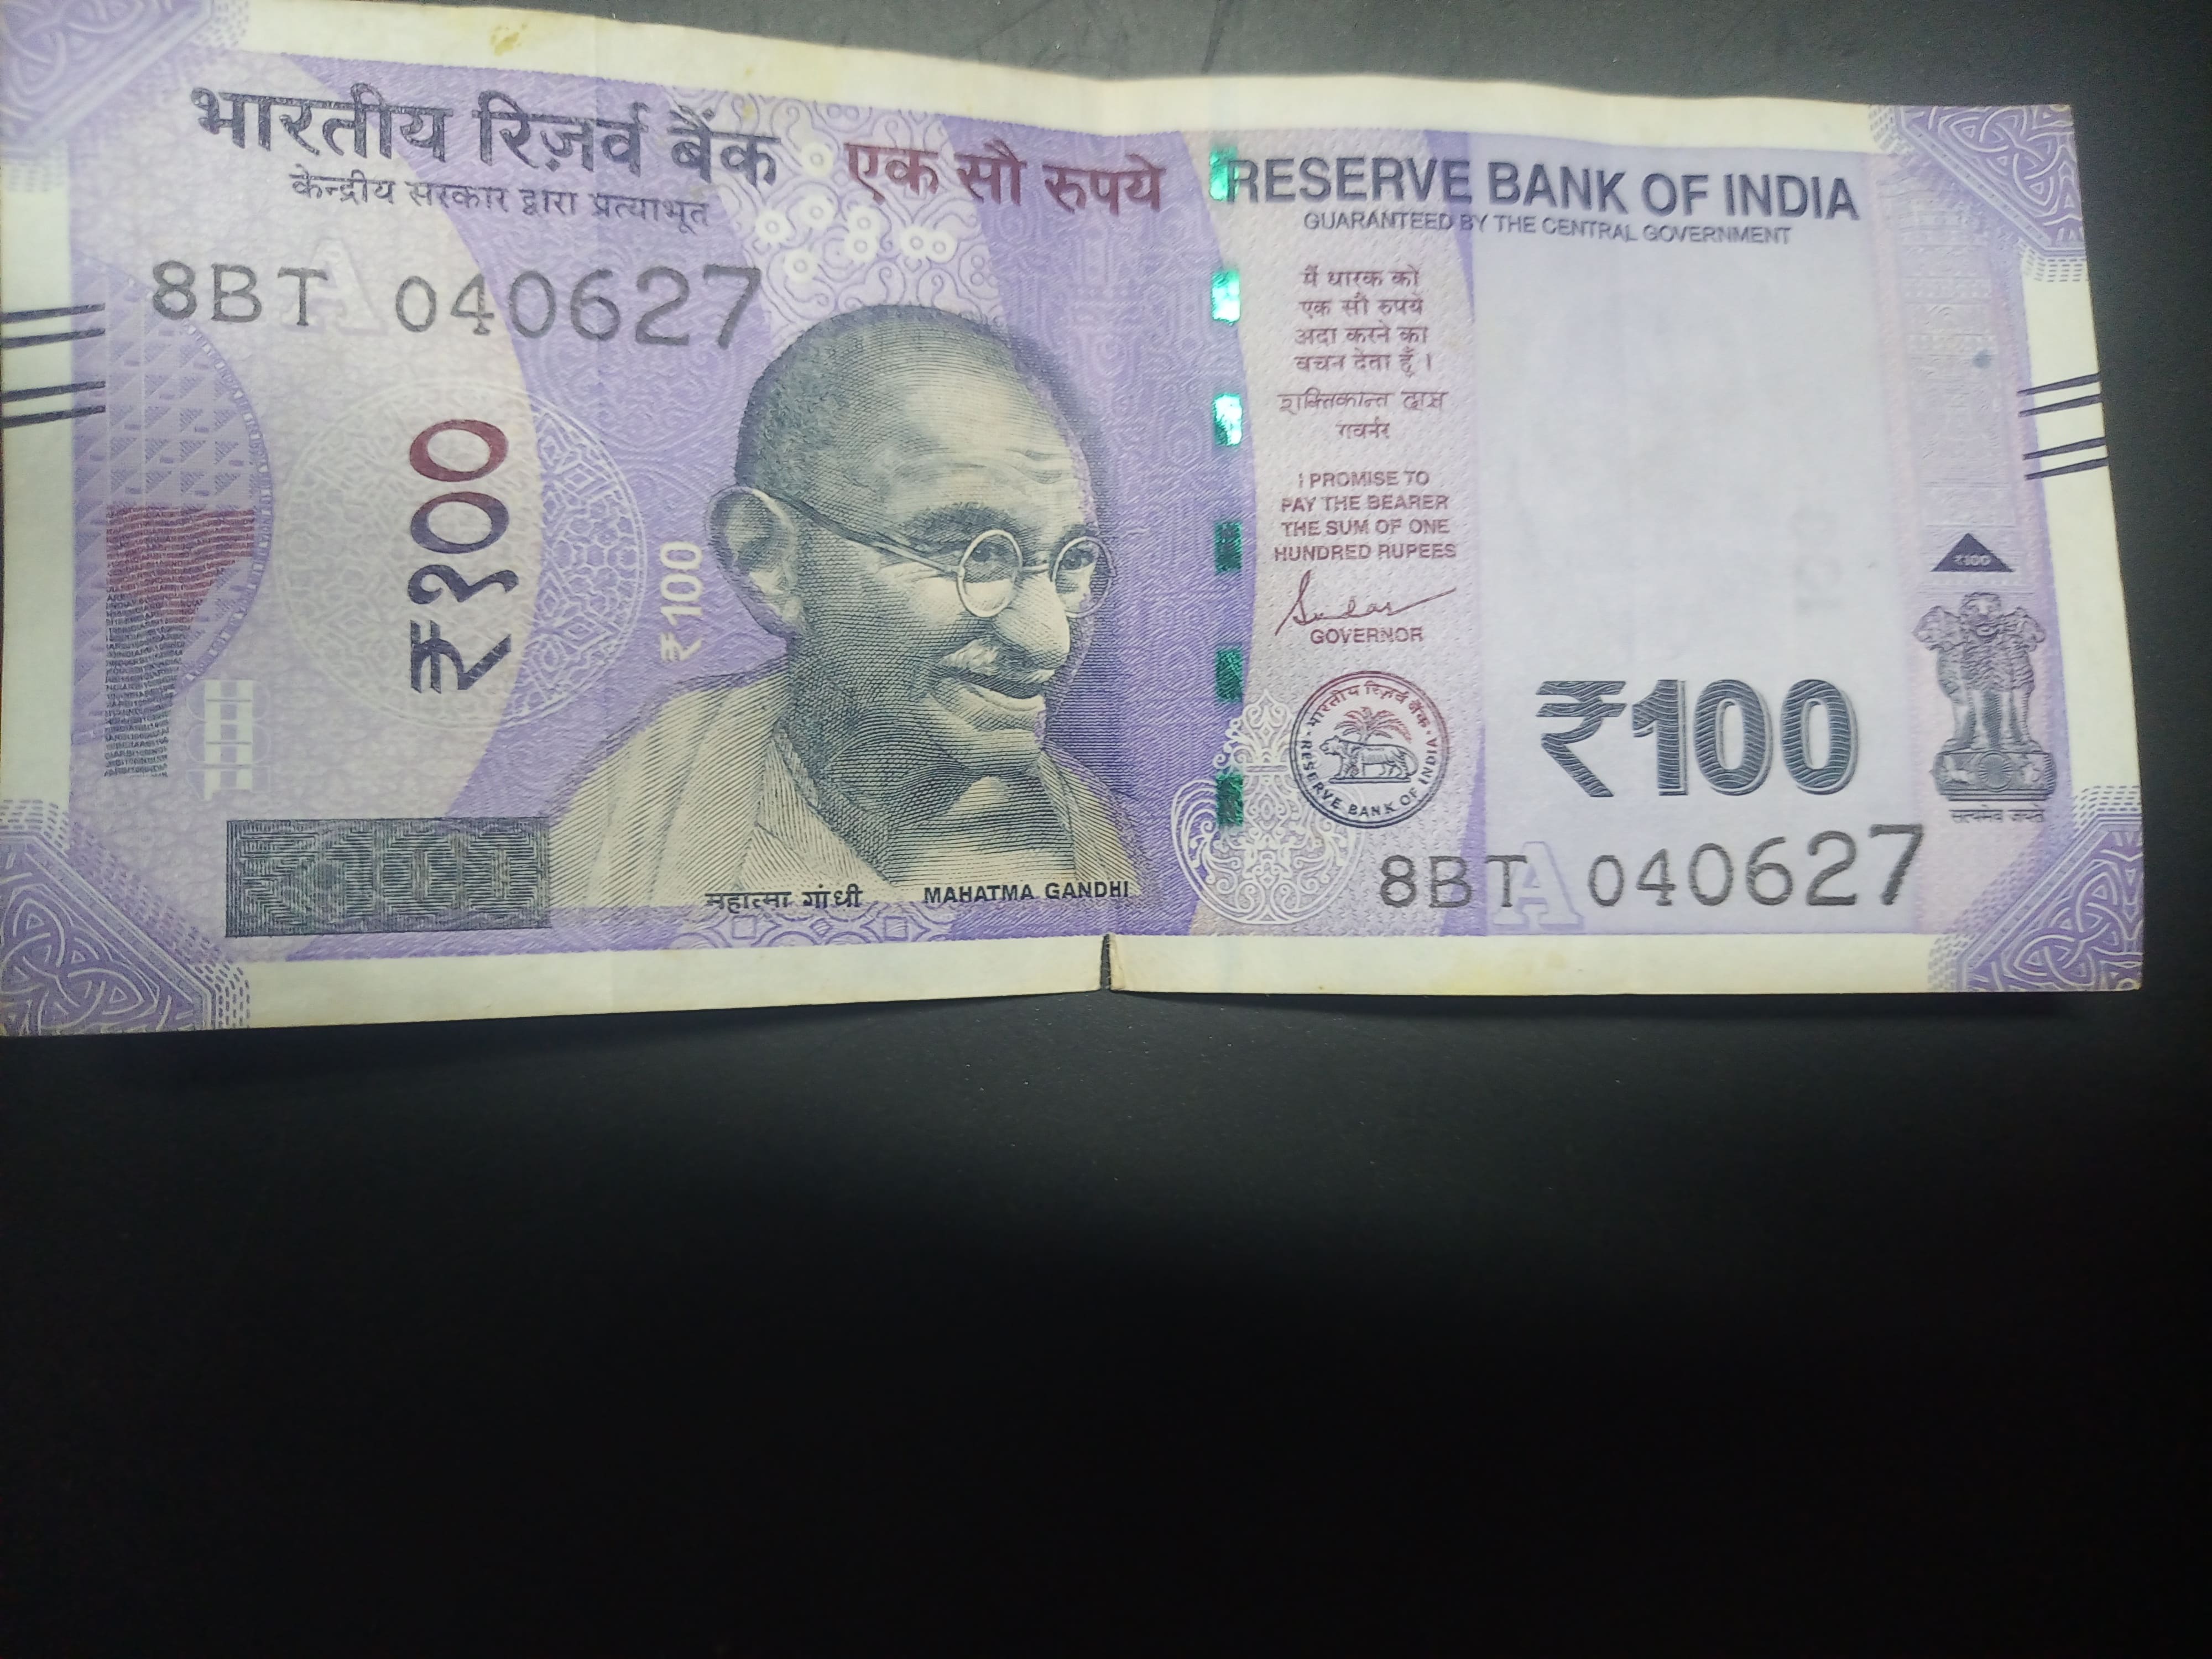 भारतीय रिज़र्व बैंक
केन्द्रीय सरकार द्वारा प्रत्याभूत
एक सौ रुपये
RESERVE BANK OF INDIA
GUARANTEED BY THE CENTRAL GOVERNMENT
8BT 040627
₹१००
₹100
मैं धारक को
एक सौ रुपये
अदा करने का
वचन देता हूँ ।
शक्तिकान्त दास
गवर्नर
I PROMISE TO
PAY THE BEARER
THE SUM OF ONE
HUNDRED RUPEES
GOVERNOR
भारतीय रिज़र्व बैंक
RESERVE BANK OF INDIA
₹100
₹100
सत्यमेव जयते
A
8BT 040627
A
महात्मा गांधी
MAHATMA GANDHI